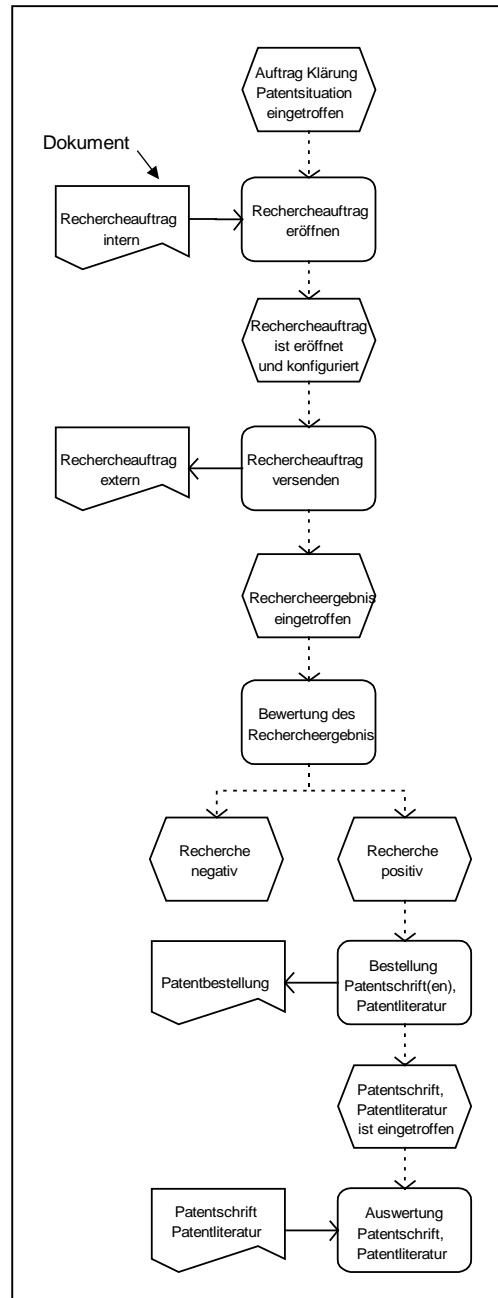 Auftrag Klärung
Patentsituation
eingetroffen
Dokument
Rechercheauftrag
intern
Rechercheauftrag
eröffnen
Rechercheauftrag
ist eröffnet
und konfiguriert
Rechercheauftrag
extern
Rechercheauftrag
versenden
Rechercheergebnis
eingetroffen
Bewertung des
Rechercheergebnis
Recherche
negativ
Recherche
positiv
Patentbestellung
Bestellung
Patentschrift(en),
Patentliteratur
Patentschrift,
Patentliteratur
ist eingetroffen
Patentschrift
Patentliteratur
Auswertung
Patentschrift,
Patentliteratur